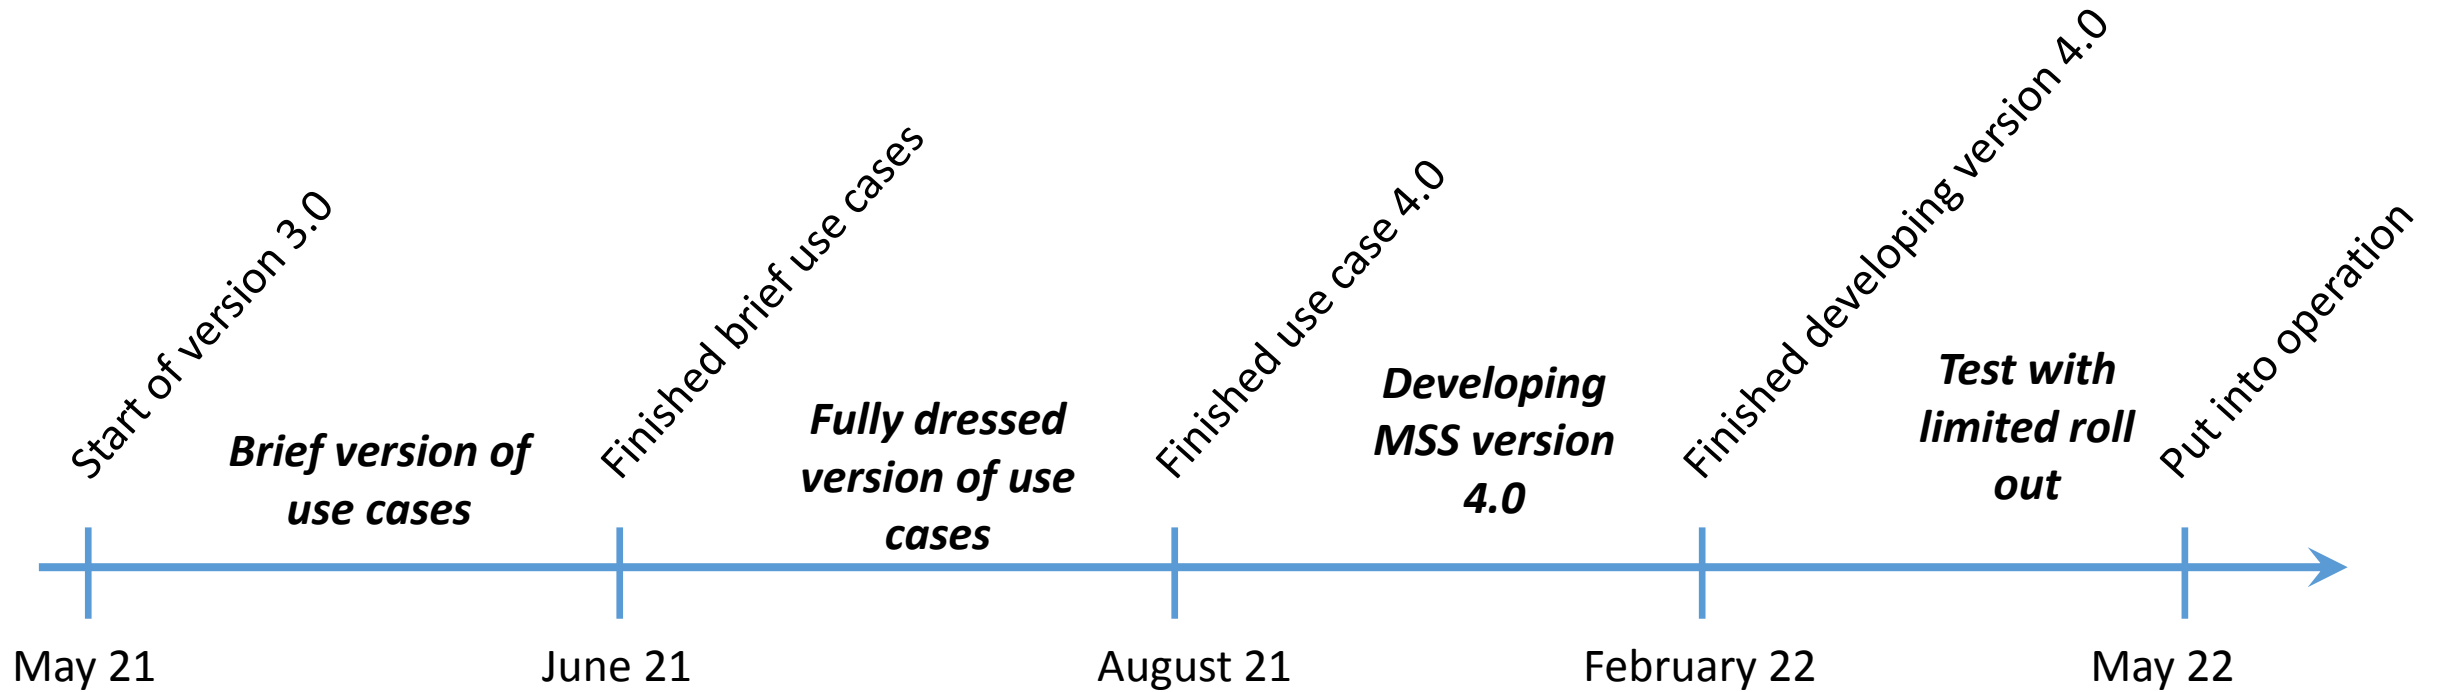 Start of version 3.0
Finished brief use cases
Finished use case 4.0
Finished developing version 4.0
Put into operation
Brief version of
use cases
Fully dressed
version of use
cases
Developing
MSS version
4.0
Test with
limited roll
out
May 21
June 21
August 21
February 22
May 22